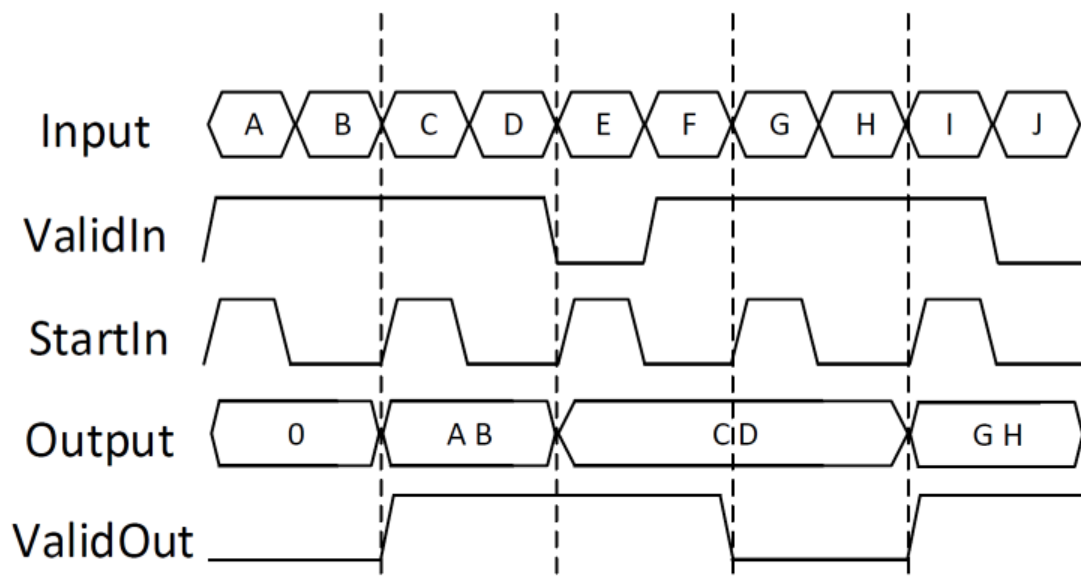 Input A B C D E F G H I J
ValidIn
StartIn
Output 0 A B C D G H
ValidOut